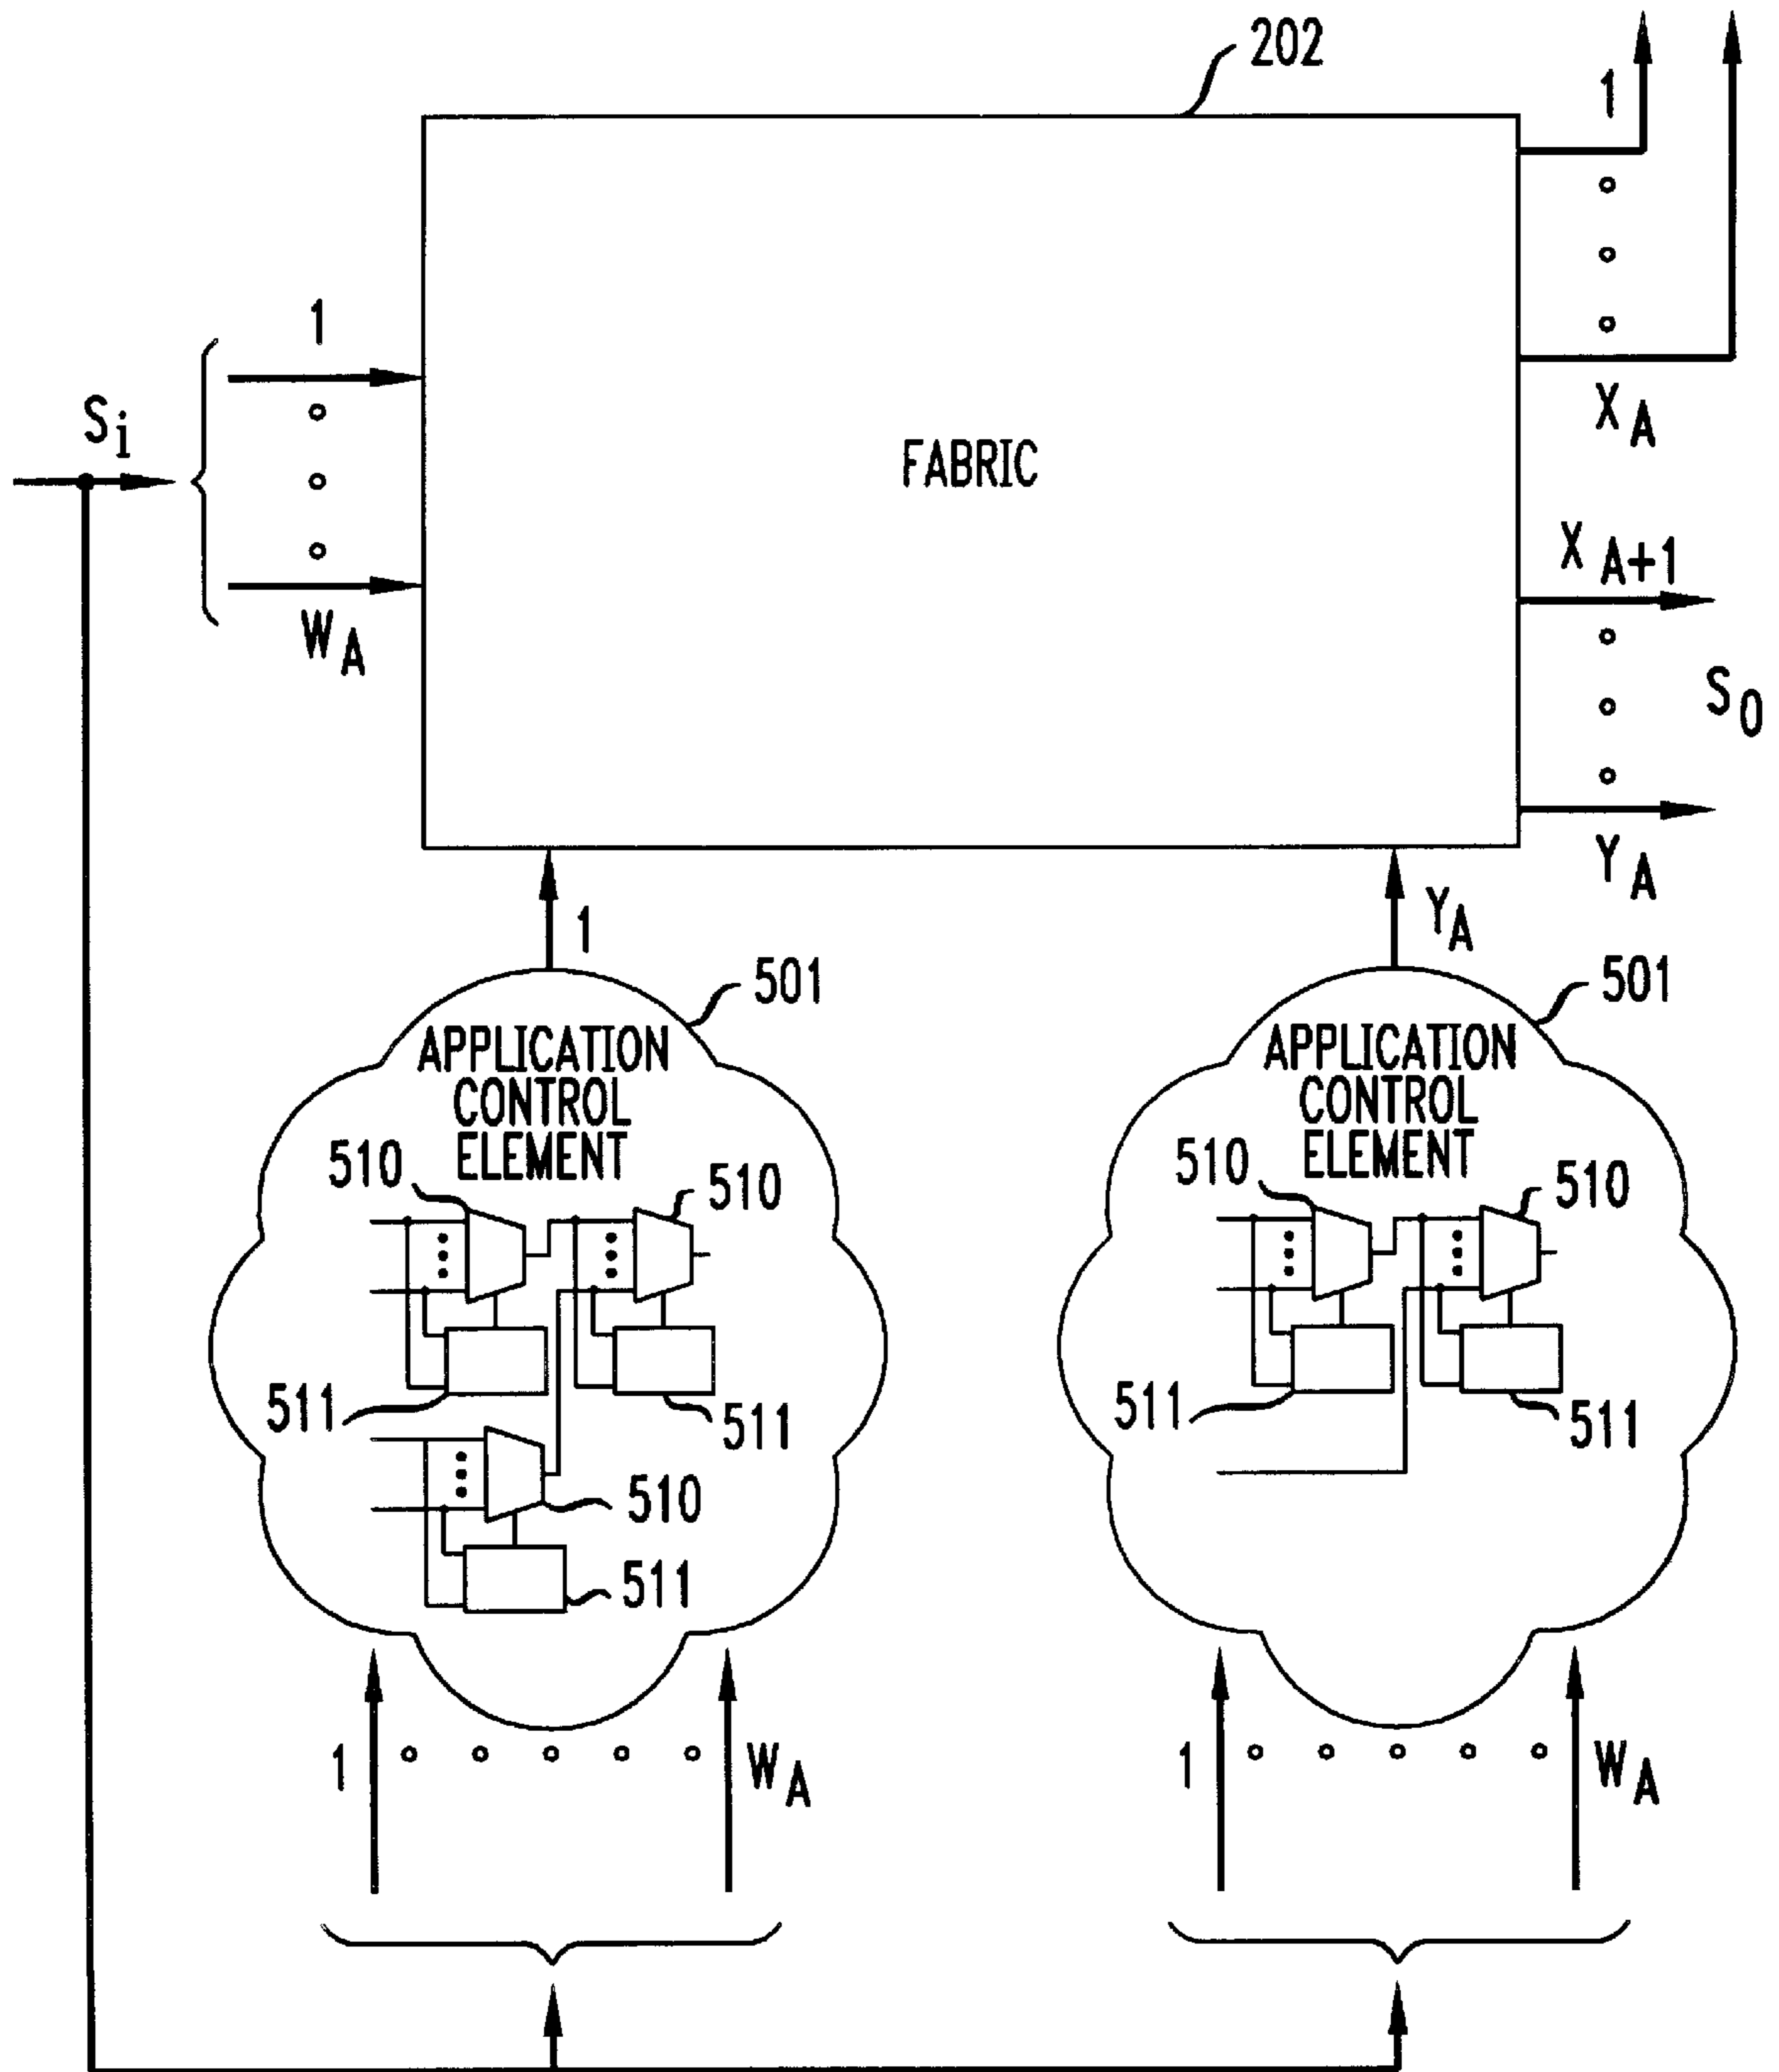 202
1
1
S_i
FABRIC
X_A
X_A+1
W_A
S_0
Y_A
1
Y_A
501
501
APPLICATION
CONTROL
ELEMENT
APPLICATION
CONTROL
ELEMENT
510
510
510
510
511
511
511
511
510
511
1
W_A
1
W_A